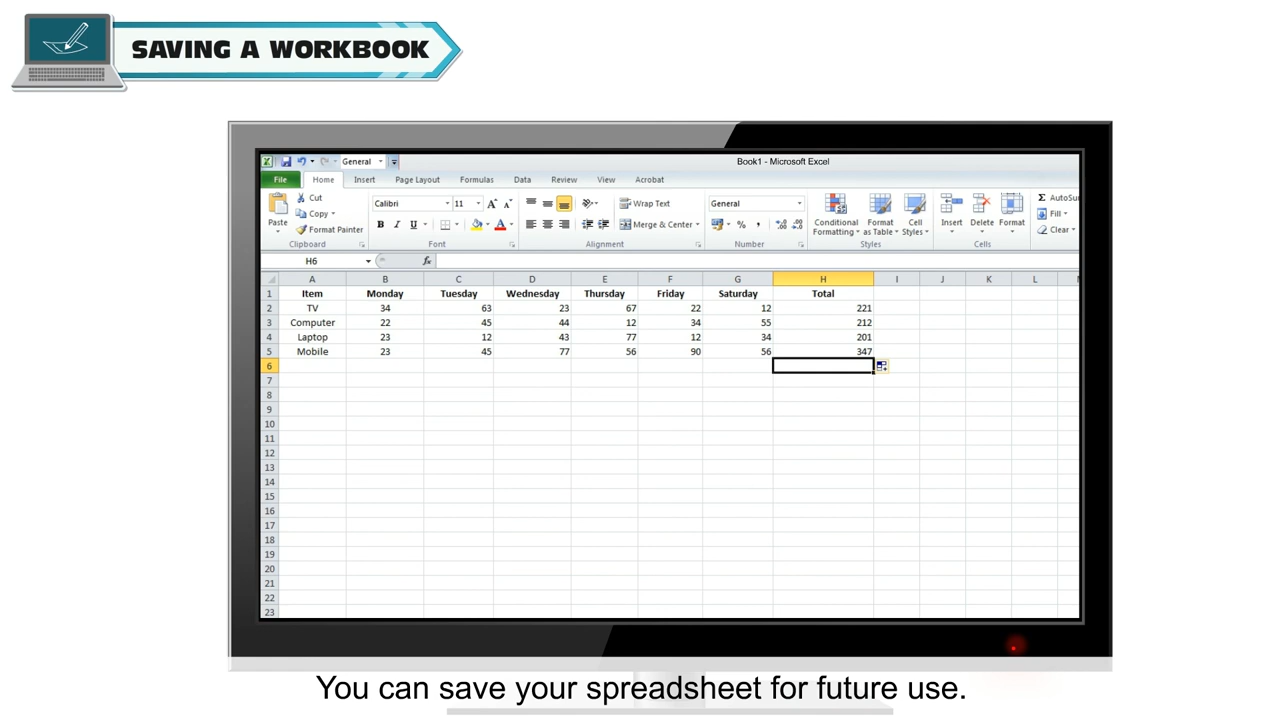 SAVING A WORKBOOK
General
Book1 - Microsoft Excel
File Home Insert Page Layout Formulas Data Review View Acrobat
Paste
Cut
Copy
Format Painter
Clipboard
Calibri 11
B I U A
Font
Wrap Text
Merge & Center
Alignment
General
% ,
Number
Conditional Formatting
Format as Table
Cell Styles
Styles
Insert Delete Format
Cells
Σ AutoSu
Fill
Clear
H6 fx
A B C D E F G H I J K L
1 Item Monday Tuesday Wednesday Thursday Friday Saturday Total
2 TV 34 63 23 67 22 12 221
3 Computer 22 45 44 12 34 55 212
4 Laptop 23 12 43 77 12 34 201
5 Mobile 23 45 77 56 90 56 347
6
7
8
9
10
11
12
13
14
15
16
17
18
19
20
21
22
23
You can save your spreadsheet for future use.